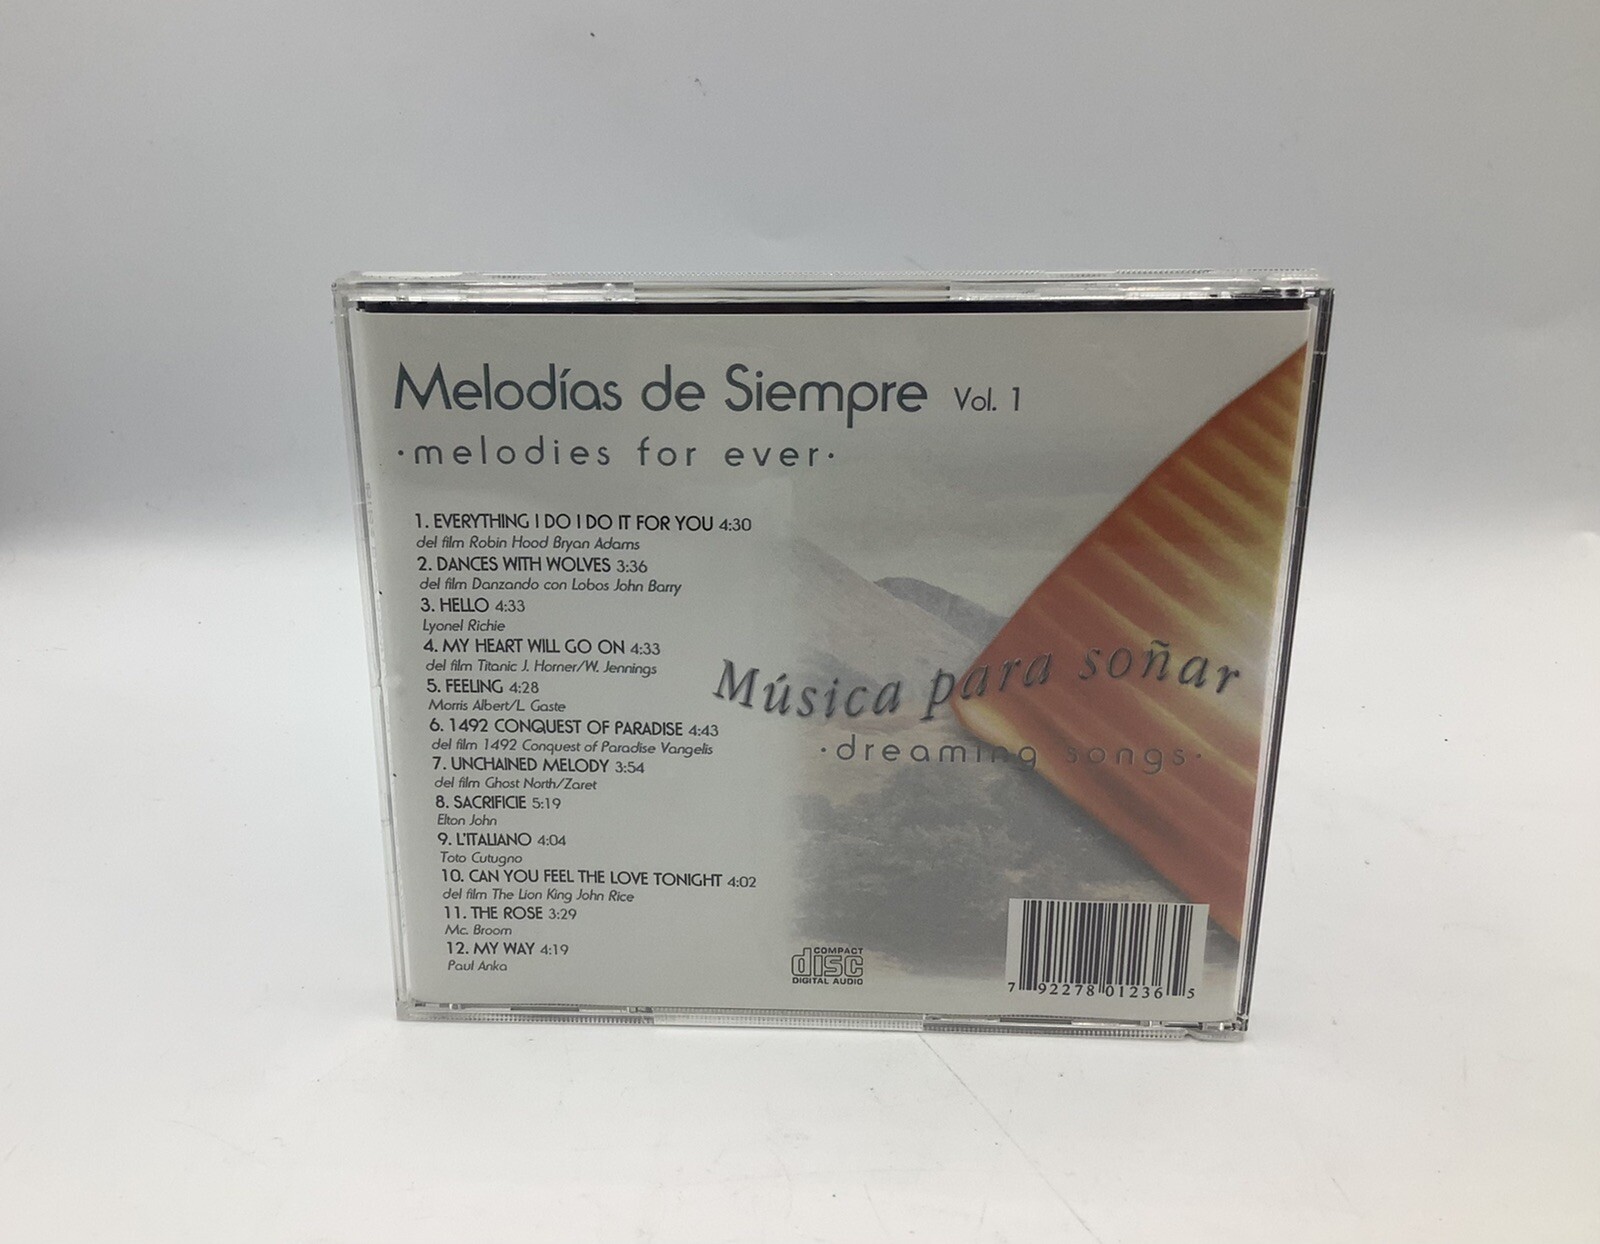 Melodías de Siempre Vol. 1
·melodies for ever·
1. EVERYTHING I DO I DO IT FOR YOU 4:30
del film Robin Hood Bryan Adams
2. DANCES WITH WOLVES 3:36
del film Danzando con Lobos John Barry
3. HELLO 4:33
Lyonel Richie
4. MY HEART WILL GO ON 4:33
del film Titanic J. Horner/W. Jennings
5. FEELING 4:28
Morris Albert/L. Gaste
6. 1492 CONQUEST OF PARADISE 4:43
del film 1492 Conquest of Paradise Vangelis
7. UNCHAINED MELODY 3:54
del film Ghost North/Zaret
8. SACRIFICIE 5:19
Elton John
9. L'ITALIANO 4:04
Toto Cutugno
10. CAN YOU FEEL THE LOVE TONIGHT 4:02
del film The Lion King John Rice
11. THE ROSE 3:29
Mc. Broom
12. MY WAY 4:19
Paul Anka
Música para soñar
·dreaming songs·
COMPACT
disc
DIGITAL AUDIO
7 92278 01236 5